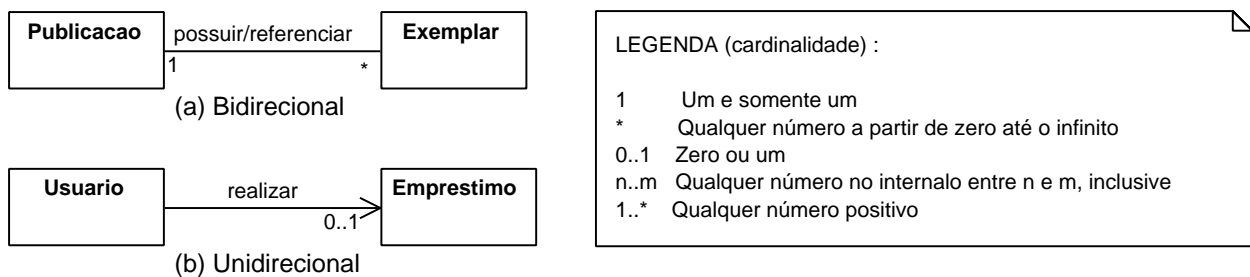 Publicacao
possuir/referenciar
Exemplar
1
*
(a) Bidirecional
Usuario
realizar
Emprestimo
0..1
(b) Unidirecional
LEGENDA (cardinalidade) :
1 Um e somente um
* Qualquer número a partir de zero até o infinito
0..1 Zero ou um
n..m Qualquer número no internalo entre n e m, inclusive
1..* Qualquer número positivo